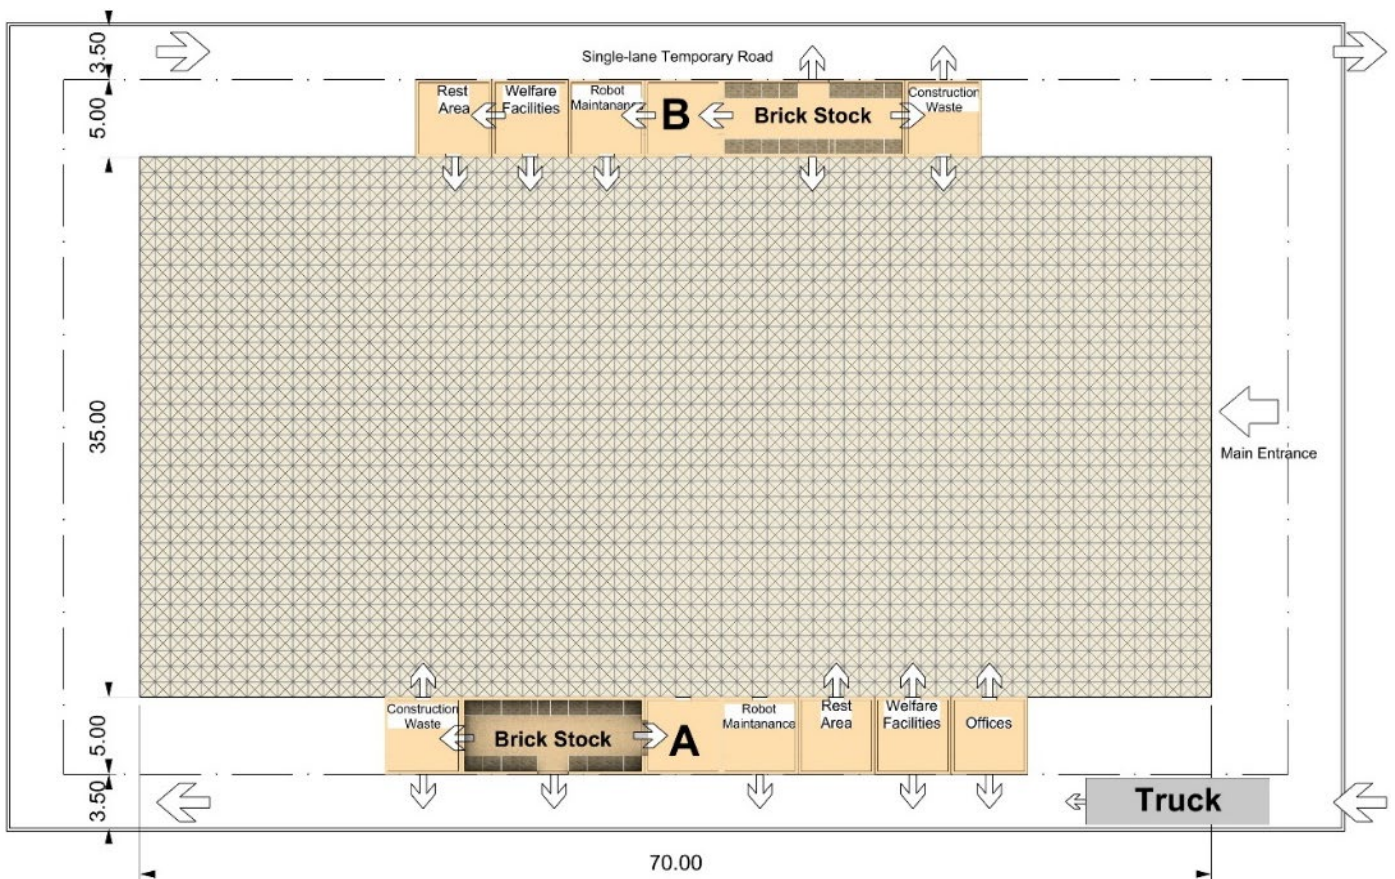 3.50
Single-lane Temporary Road
5.00
Rest
Area
Welfare
Facilities
Robot
Maintanance
B
Brick Stock
Construction
Waste
35.00
Main Entrance
5.00
Construction
Waste
Brick Stock
A
Robot
Maintanance
Rest
Area
Welfare
Facilities
Offices
3.50
Truck
70.00